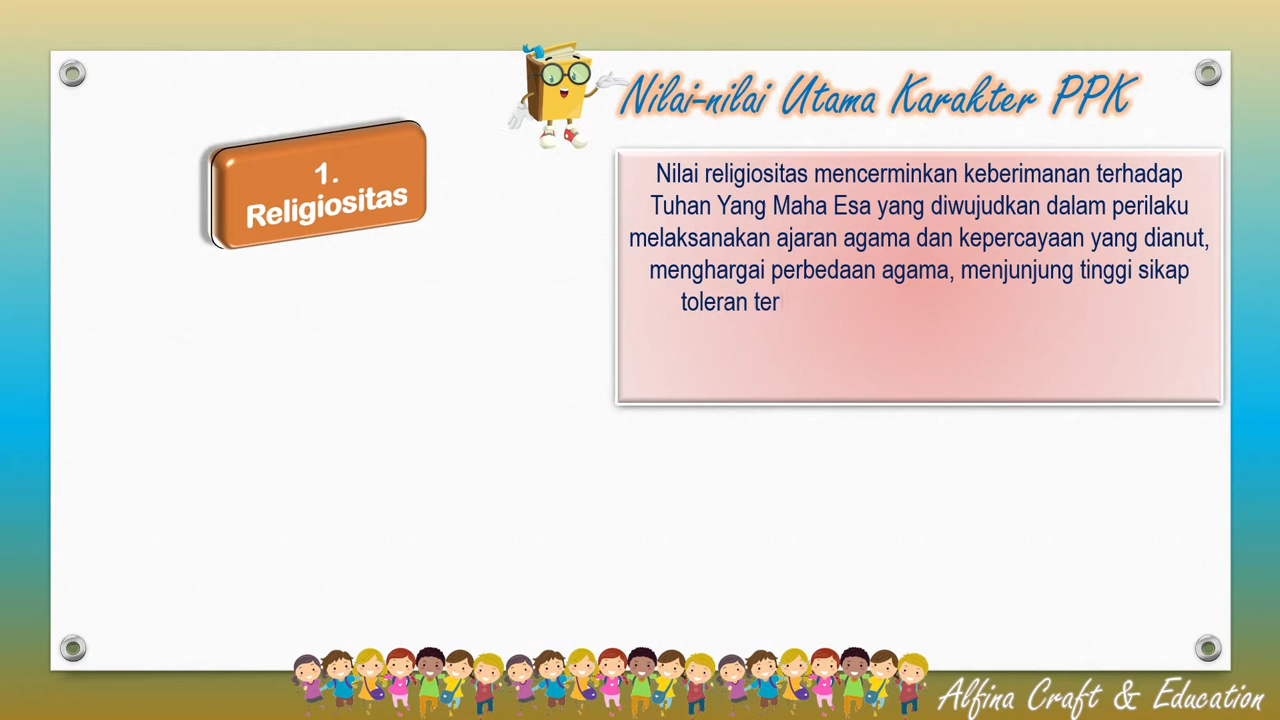 Nilai-nilai Utama Karakter PPK
1.
Religiositas
Nilai religiositas mencerminkan keberimanan terhadap
Tuhan Yang Maha Esa yang diwujudkan dalam perilaku
melaksanakan ajaran agama dan kepercayaan yang dianut,
menghargai perbedaan agama, menjunjung tinggi sikap
toleran ter
Alfina Craft & Education